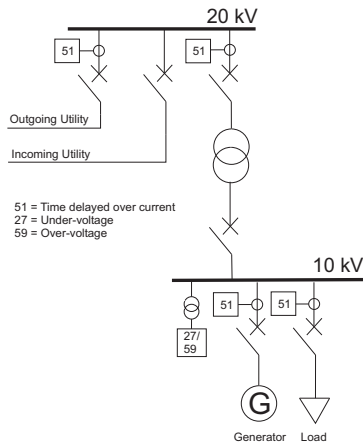 20 kV
51
51
Outgoing Utility
Incoming Utility
51 = Time delayed over current
27 = Under-voltage
59 = Over-voltage
10 kV
51
51
27/
59
G
Generator
Load